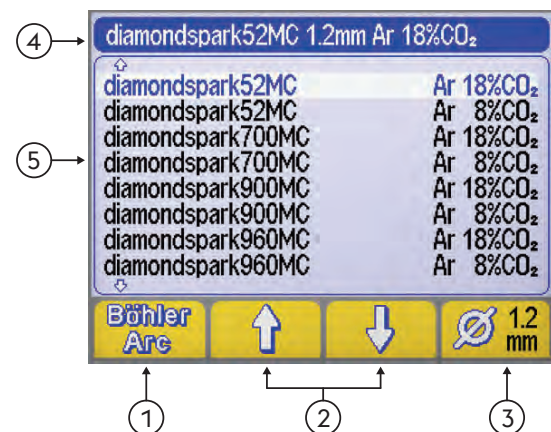 4
diamondspark52MC 1.2mm Ar 18%CO₂
5
diamondspark52MC Ar 18%CO₂
diamondspark52MC Ar 8%CO₂
diamondspark700MC Ar 18%CO₂
diamondspark700MC Ar 8%CO₂
diamondspark900MC Ar 18%CO₂
diamondspark900MC Ar 8%CO₂
diamondspark960MC Ar 18%CO₂
diamondspark960MC Ar 8%CO₂
Böhler
Arc
Ø 1.2
mm
1
2
3